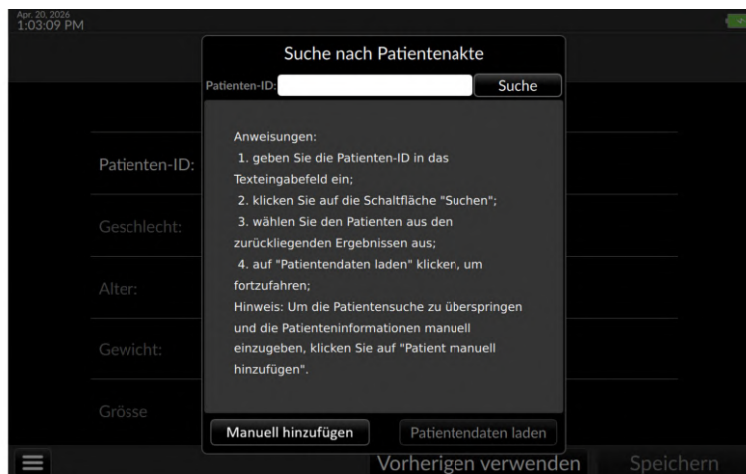 Apr. 20, 2026
1:03:09 PM
Suche nach Patientenakte
Patienten-ID:
Suche
Anweisungen:
1. geben Sie die Patienten-ID in das
Texteingabefeld ein;
2. klicken Sie auf die Schaltfläche "Suchen";
3. wählen Sie den Patienten aus den
zurückliegenden Ergebnissen aus;
4. auf "Patientendaten laden" klicken, um
fortzufahren;
Hinweis: Um die Patientensuche zu überspringen
und die Patienteninformationen manuell
einzugeben, klicken Sie auf "Patient manuell
hinzufügen".
Manuell hinzufügen
Patientendaten laden
Patienten-ID:
Geschlecht:
Alter:
Gewicht:
Grösse
Vorherigen verwenden
Speichern